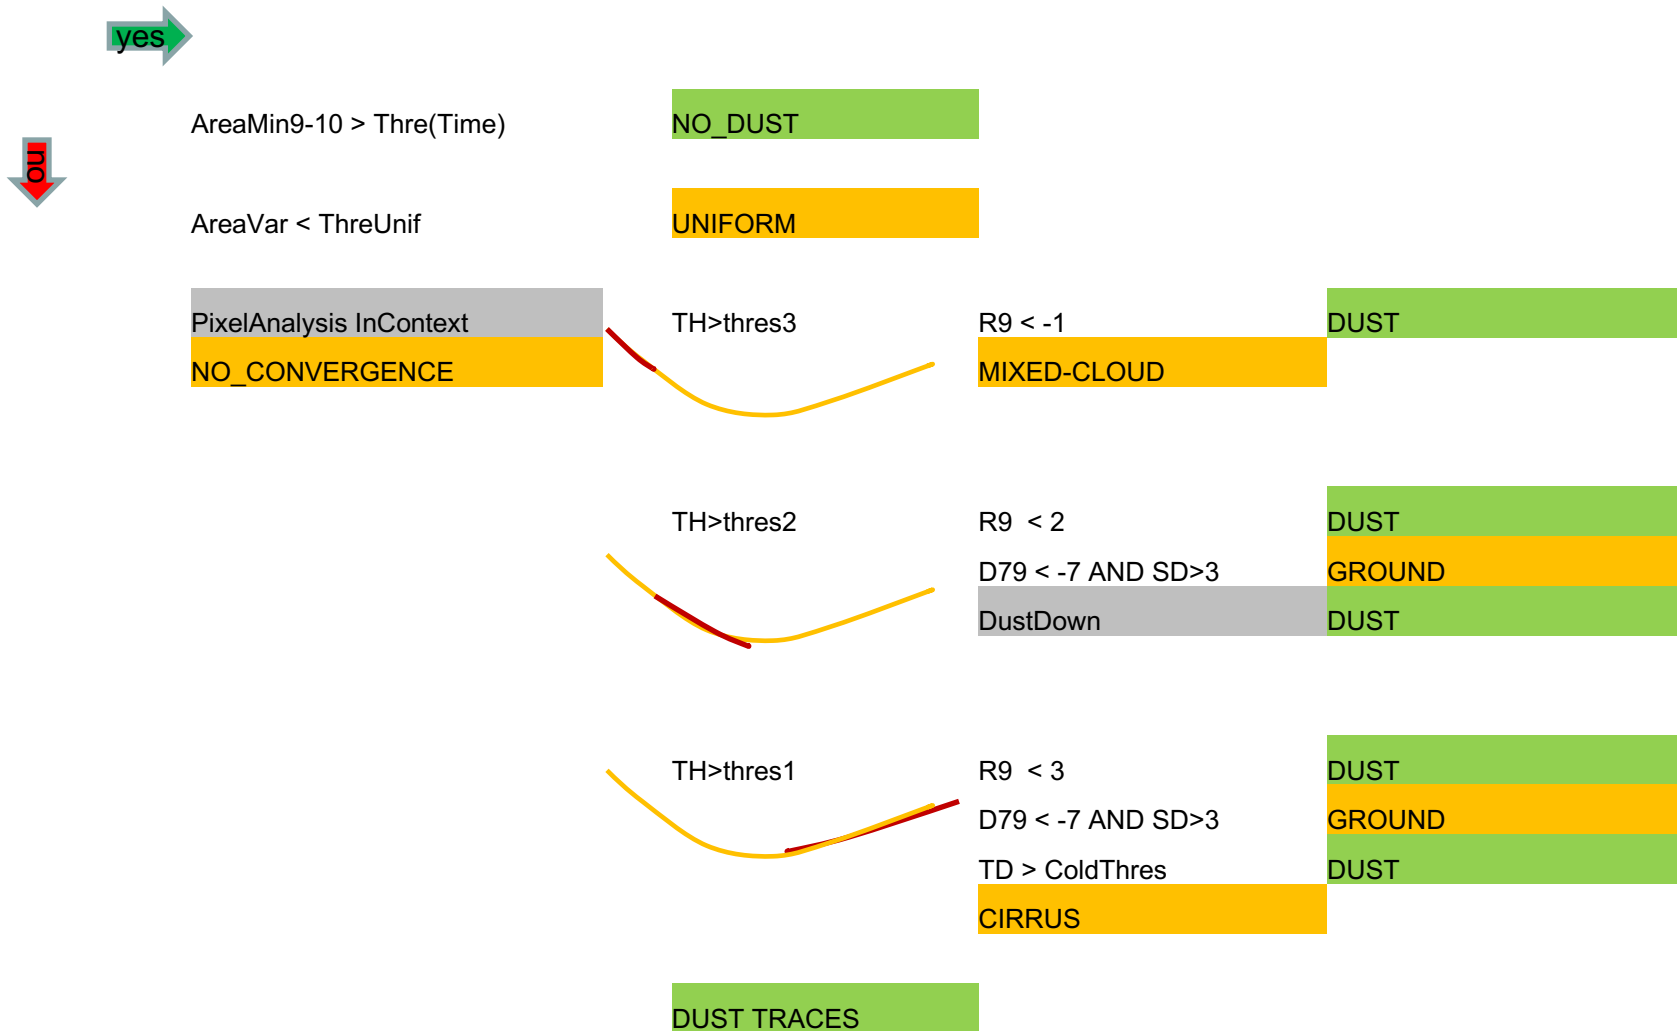 yes
AreaMin9-10 > Thre(Time) NO_DUST
no
AreaVar < ThreUnif UNIFORM
PixelAnalysis InContext TH>thres3 R9 < -1 DUST
NO_CONVERGENCE MIXED-CLOUD
TH>thres2 R9 < 2 DUST
D79 < -7 AND SD>3 GROUND
DustDown DUST
TH>thres1 R9 < 3 DUST
D79 < -7 AND SD>3 GROUND
TD > ColdThres DUST
CIRRUS
DUST TRACES